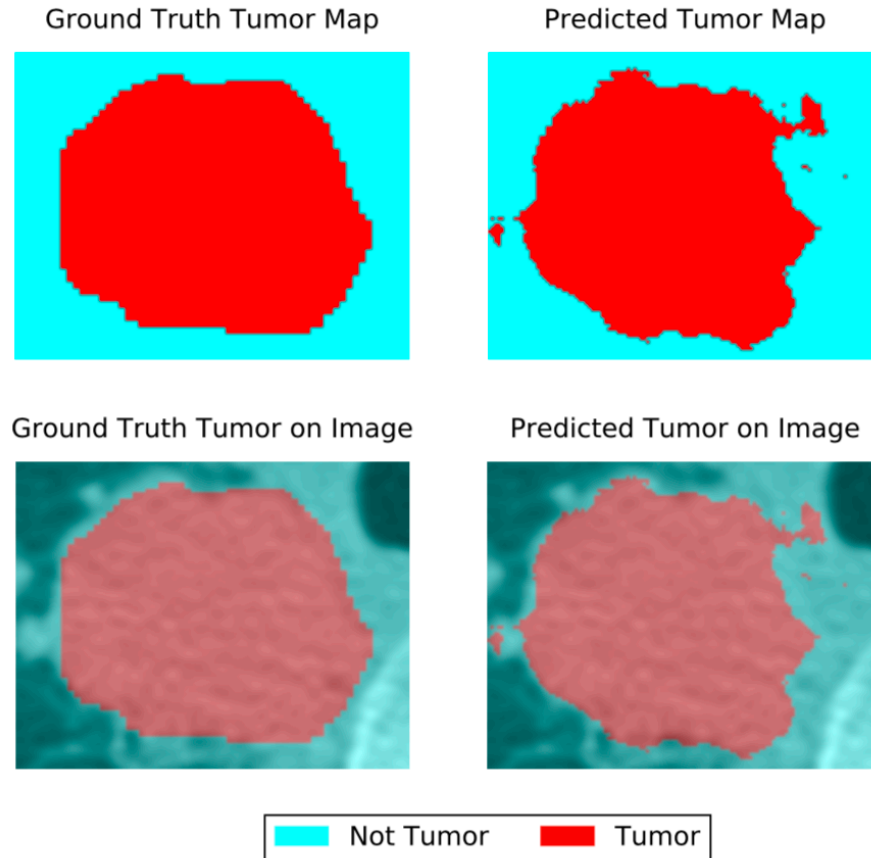 Ground Truth Tumor Map
Predicted Tumor Map
Ground Truth Tumor on Image
Predicted Tumor on Image
Not Tumor
Tumor